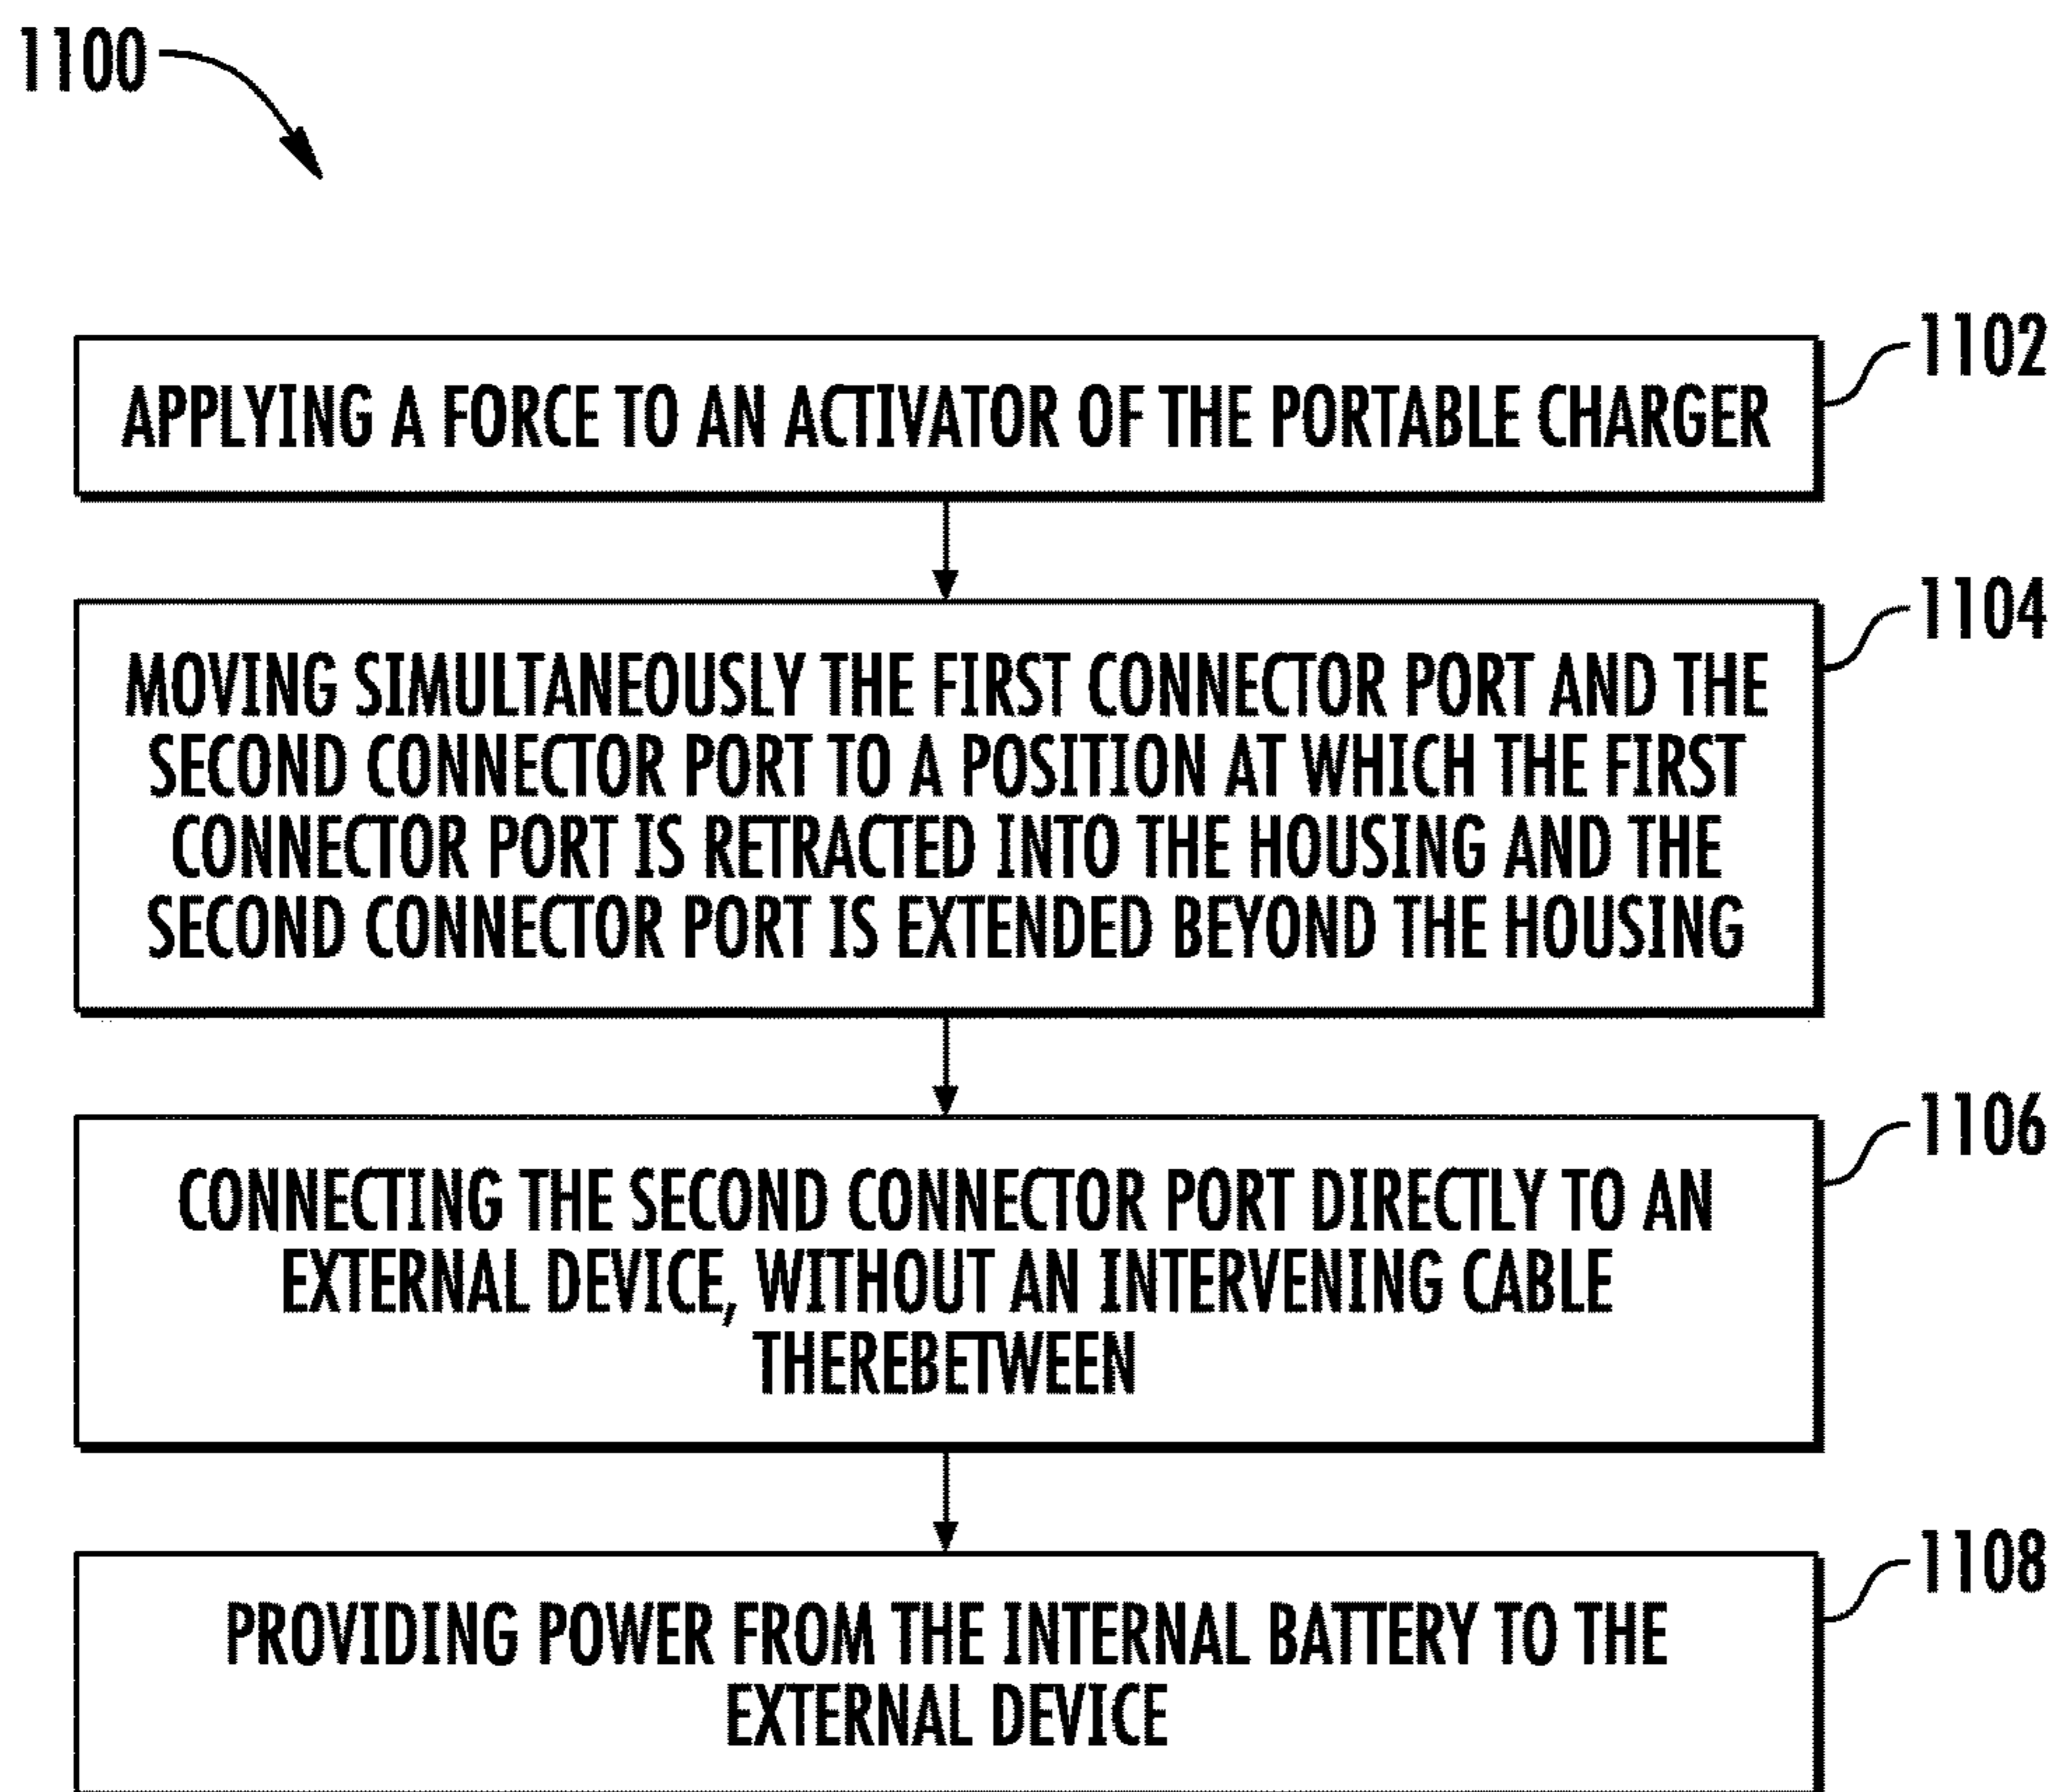 1100
1102
APPLYING A FORCE TO AN ACTIVATOR OF THE PORTABLE CHARGER
1104
MOVING SIMULTANEOUSLY THE FIRST CONNECTOR PORT AND THE
SECOND CONNECTOR PORT TO A POSITION AT WHICH THE FIRST
CONNECTOR PORT IS RETRACTED INTO THE HOUSING AND THE
SECOND CONNECTOR PORT IS EXTENDED BEYOND THE HOUSING
1106
CONNECTING THE SECOND CONNECTOR PORT DIRECTLY TO AN
EXTERNAL DEVICE, WITHOUT AN INTERVENING CABLE
THEREBETWEEN
1108
PROVIDING POWER FROM THE INTERNAL BATTERY TO THE
EXTERNAL DEVICE